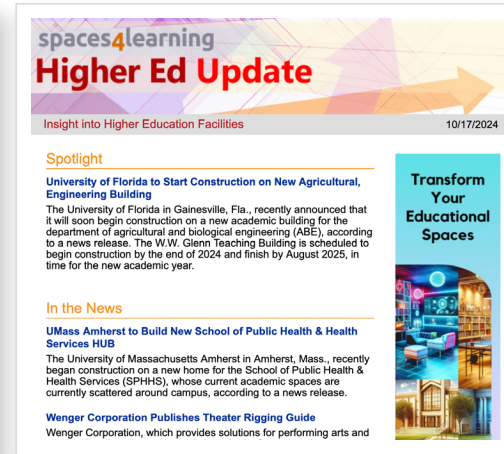 spaces4learning
Higher Ed Update
Insight into Higher Education Facilities
10/17/2024
Spotlight
University of Florida to Start Construction on New Agricultural,
Engineering Building
The University of Florida in Gainesville, Fla., recently announced that
it will soon begin construction on a new academic building for the
department of agricultural and biological engineering (ABE), according
to a news release. The W.W. Glenn Teaching Building is scheduled to
begin construction by the end of 2024 and finish by August 2025, in
time for the new academic year.
In the News
UMass Amherst to Build New School of Public Health & Health
Services HUB
The University of Massachusetts Amherst in Amherst, Mass., recently
began construction on a new home for the School of Public Health &
Health Services (SPHHS), whose current academic spaces are
currently scattered around campus, according to a news release.
Wenger Corporation Publishes Theater Rigging Guide
Wenger Corporation, which provides solutions for performing arts and
Transform
Your
Educational
Spaces